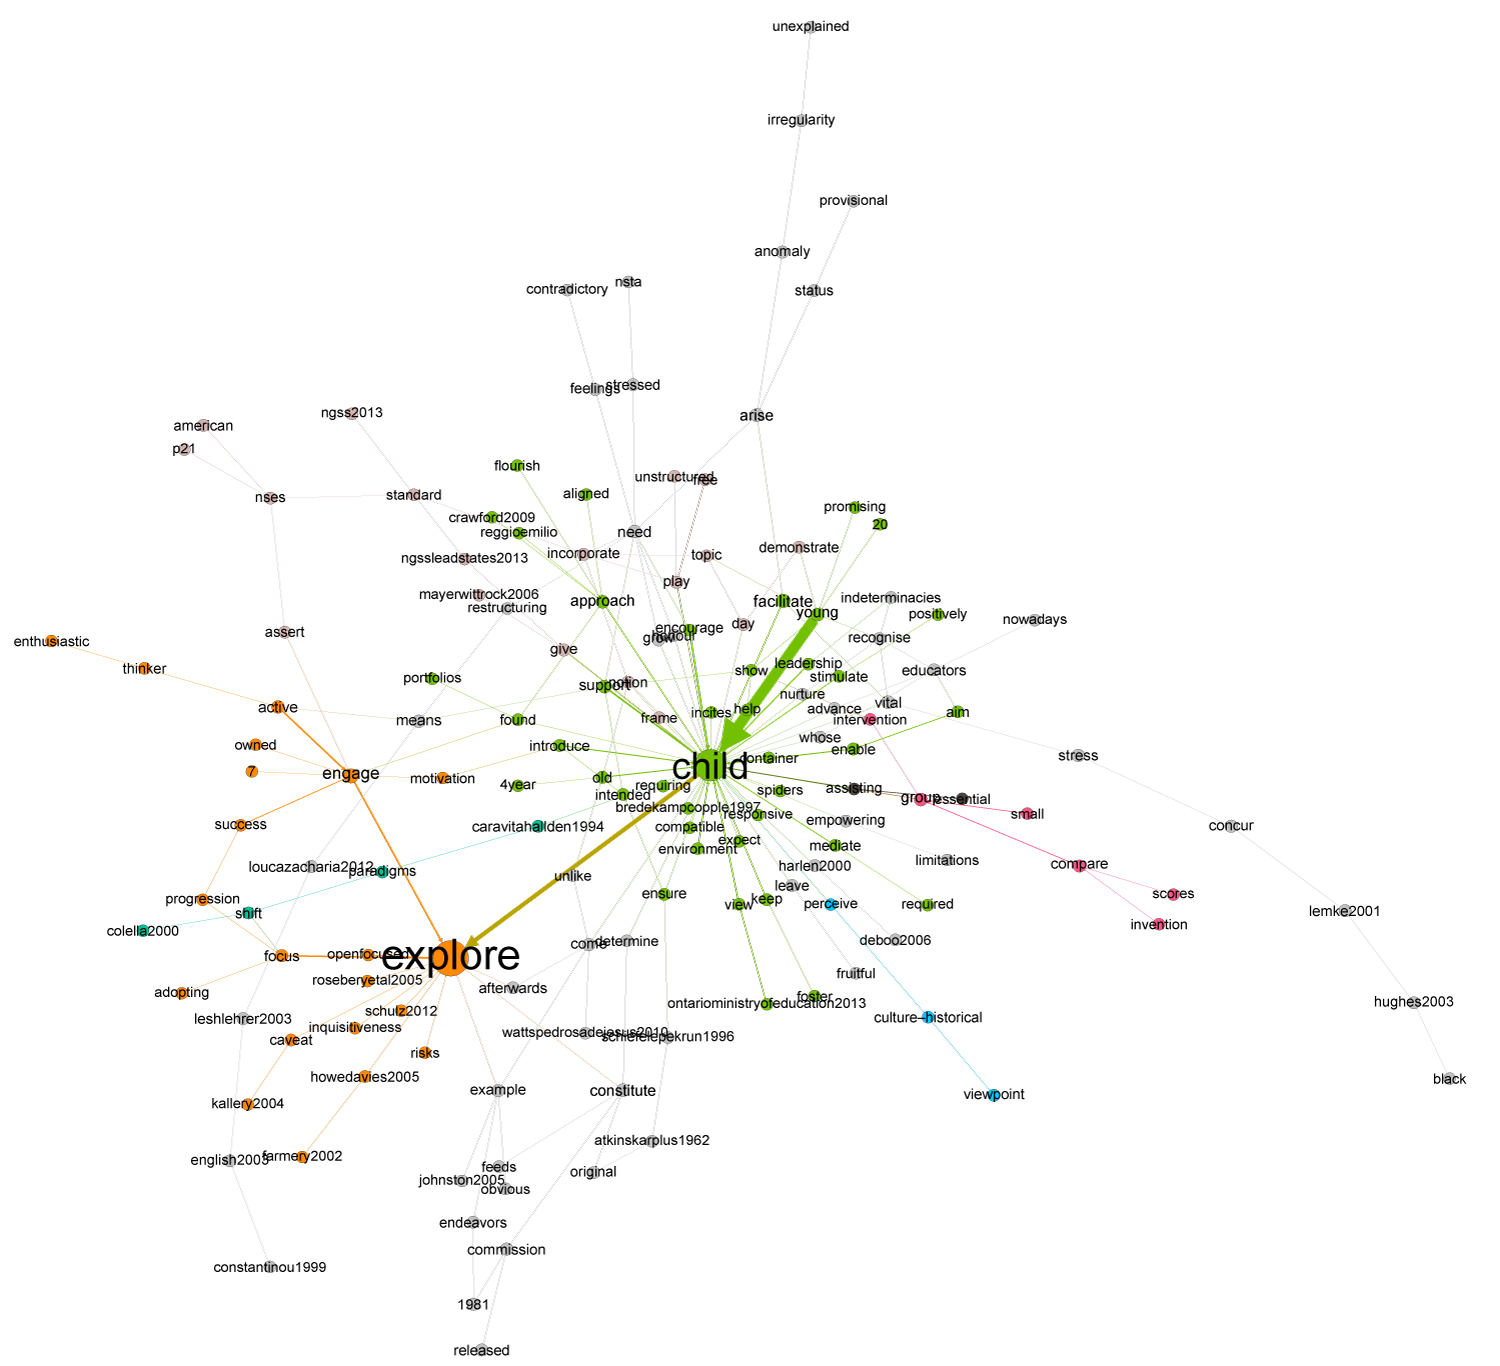 unexplained
irregularity
provisional
anomaly
nsta
contradictory
status
stressed
feelings
ngss2013
arise
american
p21
flourish
unstructured
free
aligned
standard
nses
promising
crawford2009
20
reggioemilio
need
demonstrate
incorporate
topic
ngssleadstates2013
play
mayerwittrock2006
indeterminacies
restructuring
approach
facilitate
young
positively
nowadays
encourage
day
assert
honour
grow
recognise
enthusiastic
give
thinker
show
leadership
educators
portfolios
support
notion
stimulate
nurture
active
help
advance
vital
means
found
frame
incites
intervention
aim
whose
owned
introduce
enable
stress
container
child
7
engage
motivation
old
4year
requiring
assisting
intended
spiders
group
essential
bredekampcopple1997
responsive
small
success
caravitahallden1994
compatible
empowering
concur
environment
expect
mediate
limitations
loucazacharia2012
paradigms
harlen2000
compare
unlike
leave
ensure
scores
progression
view
keep
perceive
required
shift
lemke2001
invention
colella2000
come
determine
deboo2006
focus
openfocused
explore
fruitful
roseberyetal2005
afterwards
adopting
foster
ontarioministryofeducation2013
hughes2003
schulz2012
leshlehrer2003
inquisitiveness
culture–historical
wattspedrosadejesus2010
schiefelepekrun1996
caveat
risks
howedavies2005
black
example
constitute
viewpoint
kallery2004
atkinskarplus1962
english2003
farmery2002
feeds
original
johnston2005
obvious
endeavors
commission
constantinou1999
1981
released